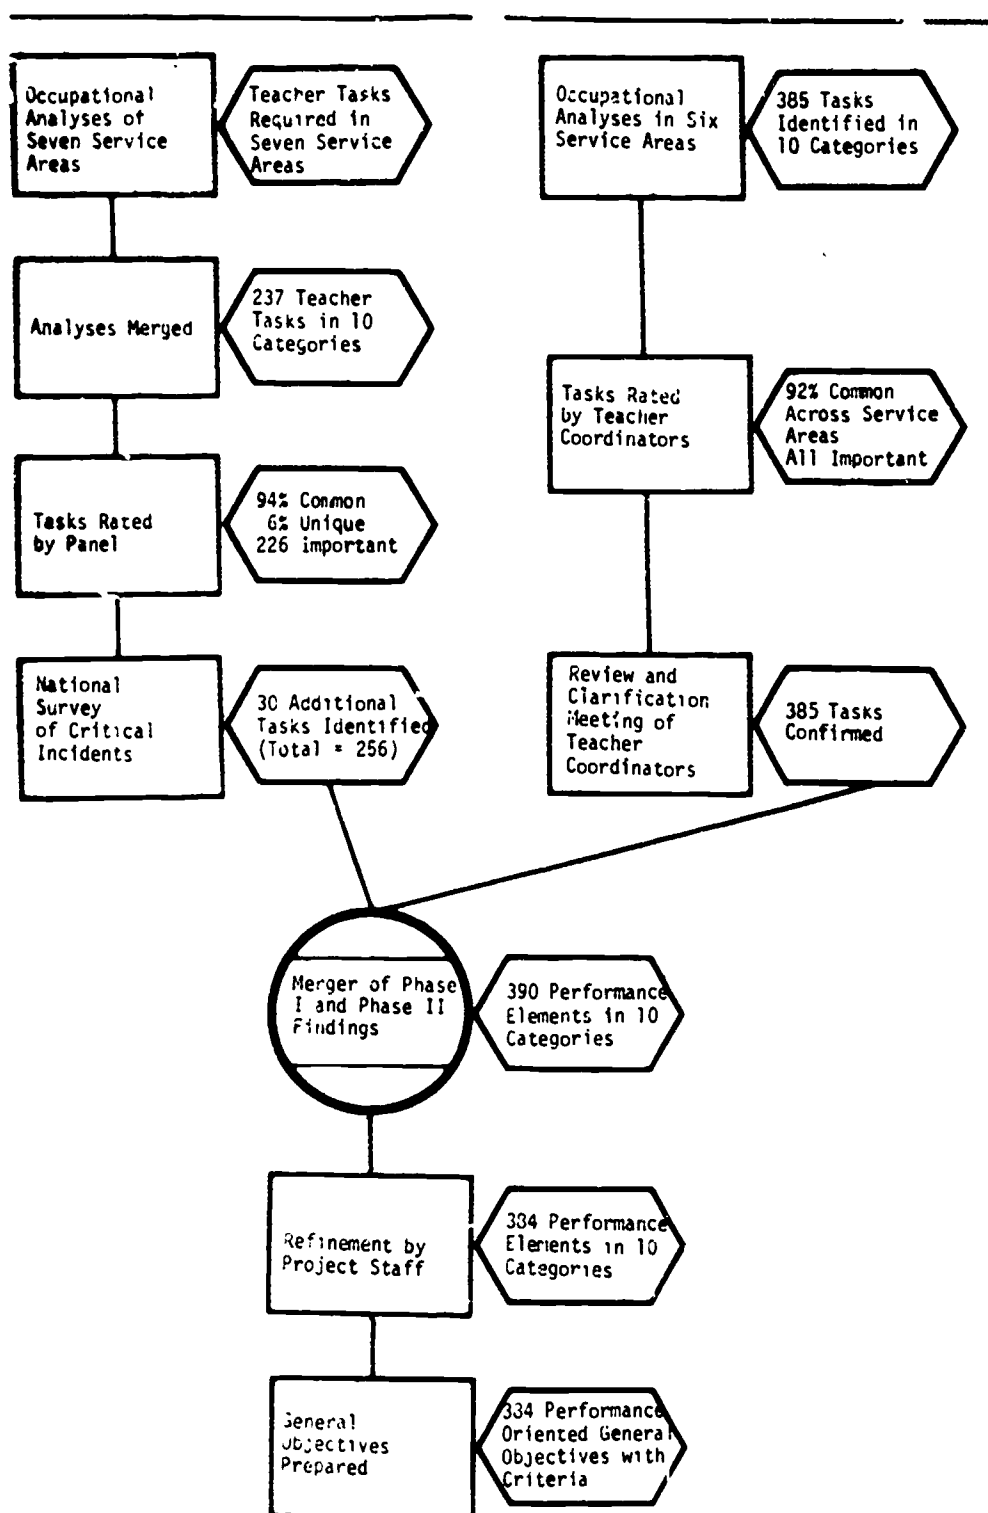 Occupational
Analyses of
Seven Service
Areas
Teacher Tasks
Required in
Seven Service
Areas
Occupational
Analyses in Six
Service Areas
385 Tasks
Identified in
10 Categories
Analyses Merged
237 Teacher
Tasks in 10
Categories
Tasks Rated
by Teacher
Coordinators
92% Common
Across Service
Areas
All Important
Tasks Rated
by Panel
94% Common
6% Unique
226 important
National
Survey
of Critical
Incidents
30 Additional
Tasks Identified
(Total = 256)
Review and
Clarification
Meeting of
Teacher
Coordinators
385 Tasks
Confirmed
Merger of Phase
I and Phase II
Findings
390 Performance
Elements in 10
Categories
Refinement by
Project Staff
384 Performance
Elements in 10
Categories
General
Objectives
Prepared
Performance
Oriented General
Objectives with
Criteria